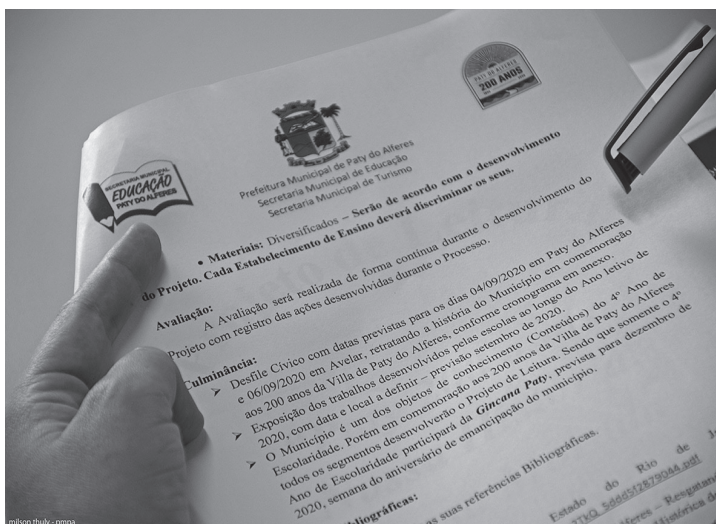 PATY DO ALFERES
200 ANOS
SECRETARIA MUNICIPAL
EDUCAÇÃO
PATY DO ALFERES
Prefeitura Municipal de Paty do Alferes
Secretaria Municipal de Educação
Secretaria Municipal de Turismo
• Materiais: Diversificados – Serão de acordo com o desenvolvimento
do Projeto. Cada Estabelecimento de Ensino deverá discriminar os seus.
Avaliação:
A Avaliação será realizada de forma contínua durante o desenvolvimento do
Projeto com registro das ações desenvolvidas durante o Processo.
Culminância:
➢ Desfile Cívico com datas previstas para os dias 04/09/2020 em Paty do Alferes
e 06/09/2020 em Avelar, retratando a história do Município em comemoração
aos 200 anos da Villa de Paty do Alferes, conforme cronograma em anexo.
➢ Exposição dos trabalhos desenvolvidos pelas escolas ao longo do Ano letivo de
2020, com data e local a definir – previsão setembro de 2020.
➢ O Município é um dos objetos de conhecimento (Conteúdos) do 4º Ano de
Escolaridade. Porém em comemoração aos 200 anos da Villa de Paty do Alferes
todos os segmentos desenvolverão o Projeto de Leitura. Sendo que somente o 4º
Ano de Escolaridade participará da Gincana Paty, prevista para dezembro de
2020, semana do aniversário de emancipação do município.
bliográficas:
as suas referências Bibliográficas.
Estado do Rio de
– Resgatan
milson thuly - pmpa